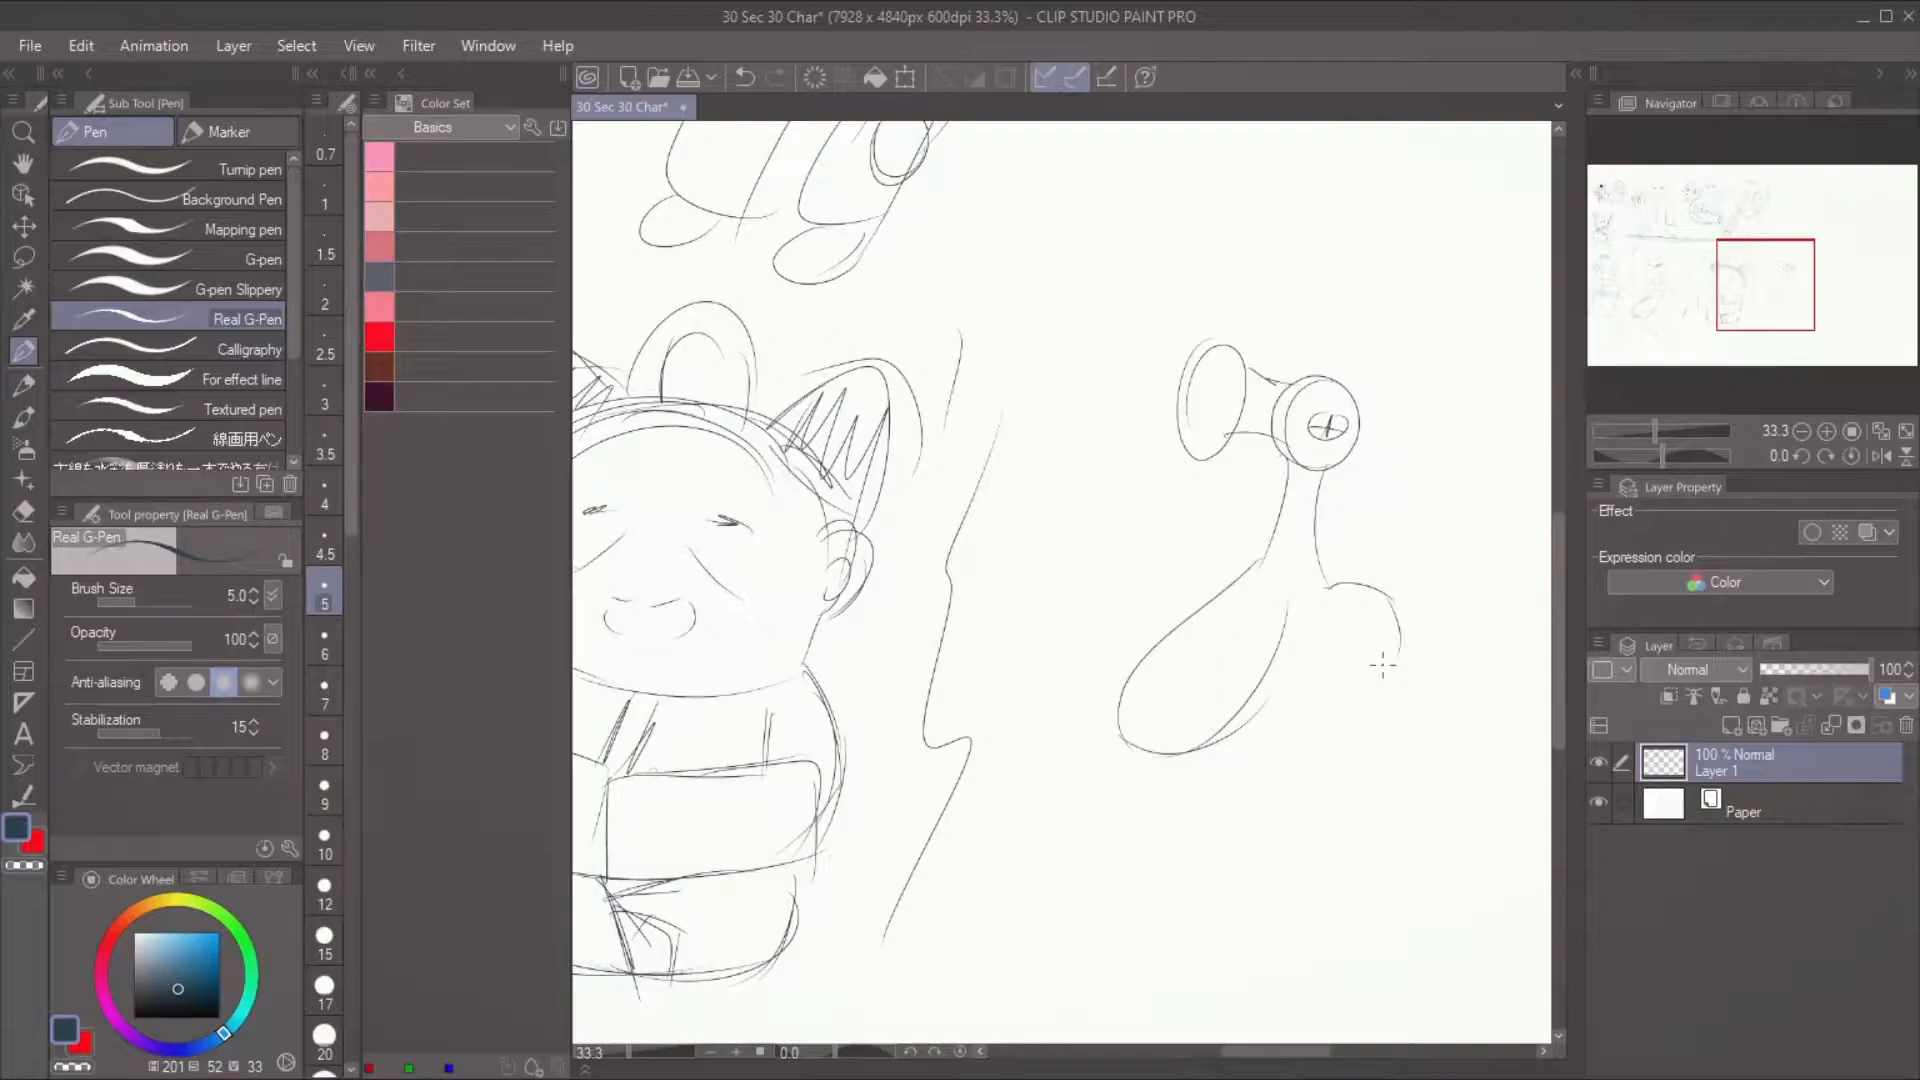 30 Sec 30 Char* (7928 x 4840px 600dpi 33.3%) - CLIP STUDIO PAINT PRO
File Edit Animation Layer Select View Filter Window Help
Sub Tool [Pen]
Color Set
30 Sec 30 Char*
Navigator
Pen
Marker
Basics
Turnip pen
Background Pen
Mapping pen
G-pen
G-pen Slippery
Real G-Pen
Calligraphy
For effect line
Textured pen
線画用ペン
0.7
1
1.5
2
2.5
3
3.5
4
4.5
5
6
7
8
9
10
12
15
17
20
Tool property [Real G-Pen]
Real G-Pen
Brush Size 5.0
Opacity 100
Anti-aliasing
Stabilization 15
Vector magnet
A
Color Wheel
201 52 33
33.3 0.0
33.3
0.0
Layer Property
Effect
Expression color
Color
Layer
Normal 100
100 % Normal
Layer 1
Paper